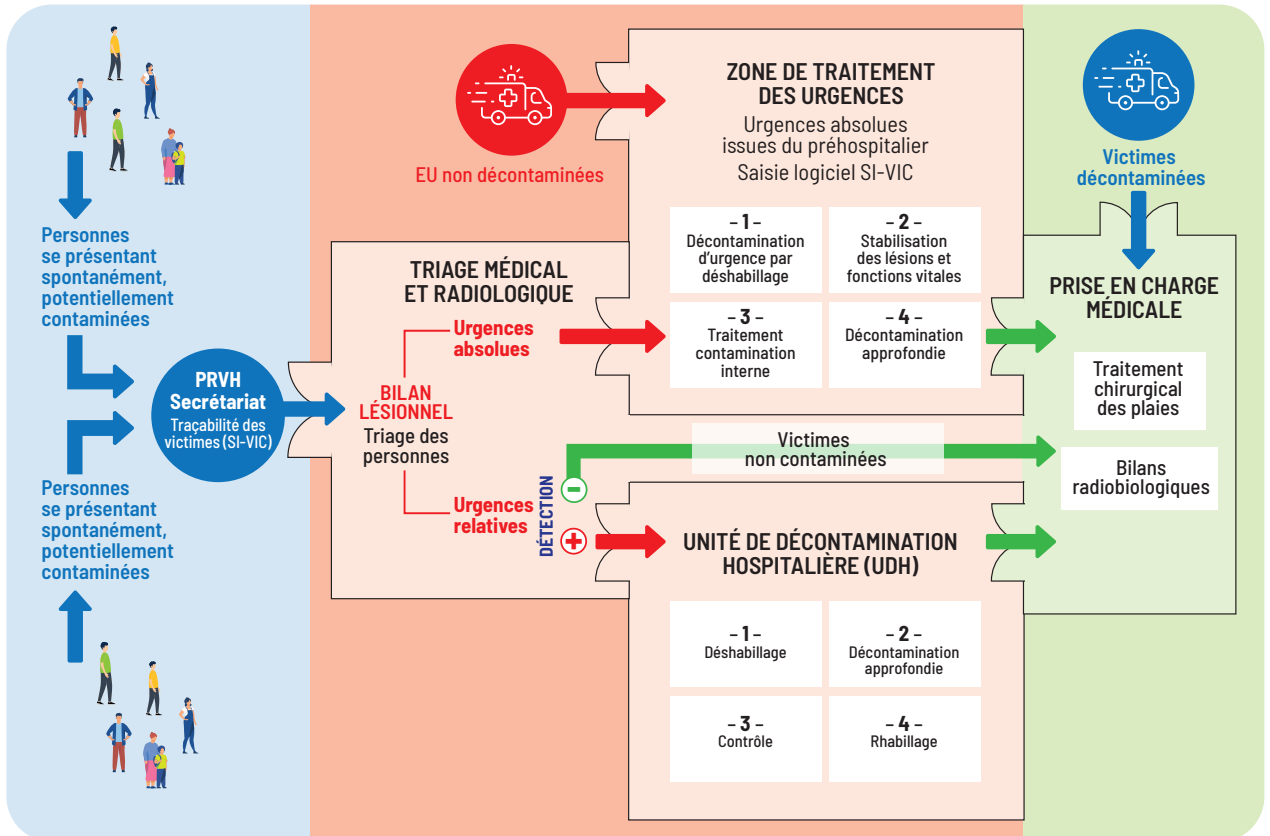 Personnes
se présentant
spontanément,
potentiellement
contaminées
PRVH
Secrétariat
Traçabilité des
victimes (SI-VIC)
Personnes
se présentant
spontanément,
potentiellement
contaminées
EU non décontaminées
TRIAGE MÉDICAL
ET RADIOLOGIQUE
Urgences
absolues
BILAN
LÉSIONNEL
Triage des
personnes
Urgences
relatives
DÉTECTION
–
+
ZONE DE TRAITEMENT
DES URGENCES
Urgences absolues
issues du préhospitalier
Saisie logiciel SI-VIC
– 1 –
Décontamination
d'urgence par
déshabillage
– 2 –
Stabilisation
des lésions et
fonctions vitales
– 3 –
Traitement
contamination
interne
– 4 –
Décontamination
approfondie
Victimes
non contaminées
UNITÉ DE DÉCONTAMINATION
HOSPITALIÈRE (UDH)
– 1 –
Déshabillage
– 2 –
Décontamination
approfondie
– 3 –
Contrôle
– 4 –
Rhabillage
Victimes
décontaminées
PRISE EN CHARGE
MÉDICALE
Traitement
chirurgical
des plaies
Bilans
radiobiologiques